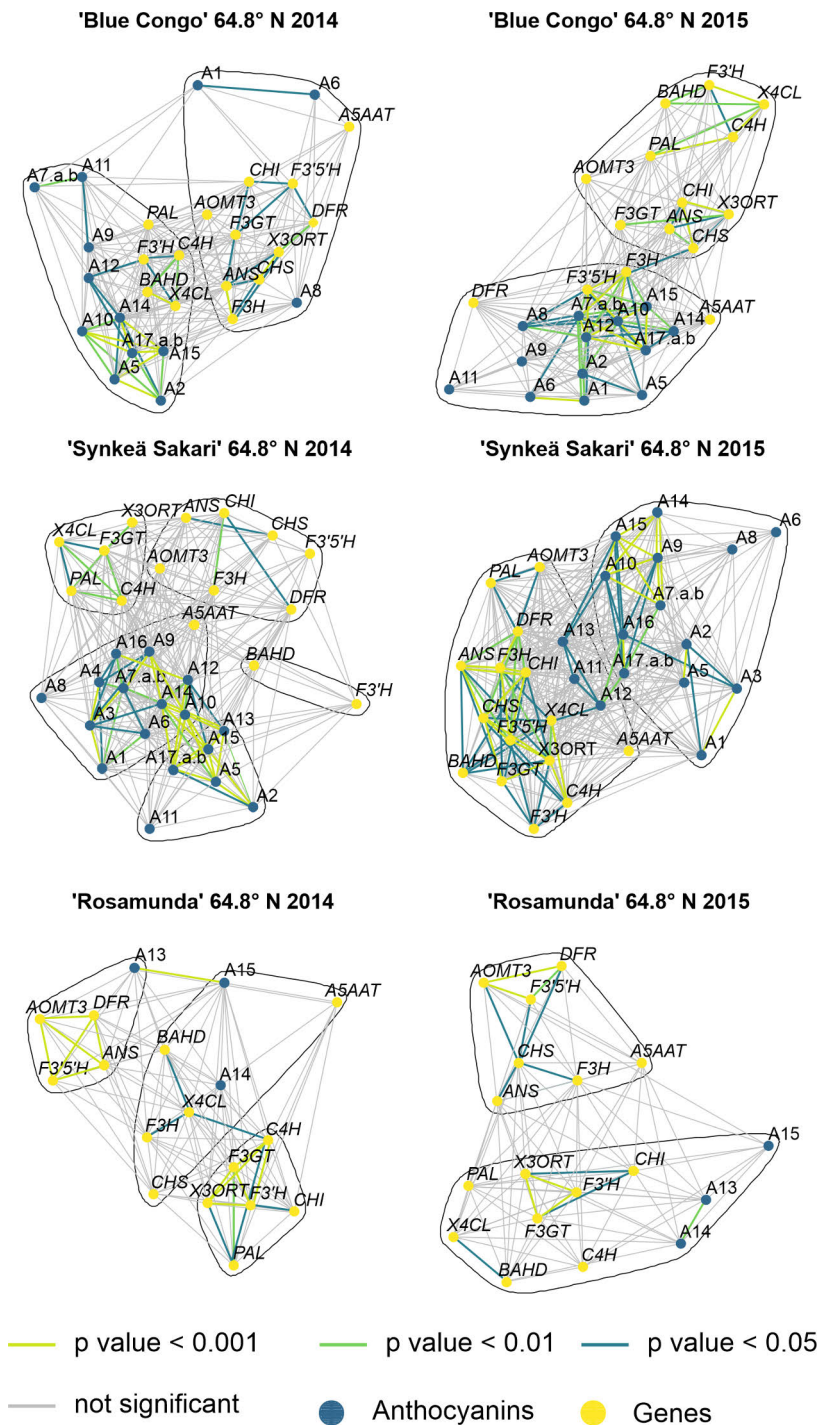 'Blue Congo' 64.8° N 2014
A1
A6
A5AAT
CHI
F3'5'H
A7.a.b
A11
AOMT3
DFR
PAL
F3GT
A9
F3'H
C4H
X3ORT
A12
ANS
CHS
BAHD
A14
X4CL
A8
A10
F3H
A17.a.b
A15
A5
A2
'Blue Congo' 64.8° N 2015
F3'H
BAHD
X4CL
C4H
PAL
AOMT3
CHI
X3ORT
F3GT
ANS
CHS
F3H
F3'5'H
DFR
A7.a.b
A15
A5AAT
A8
A10
A14
A12
A17.a.b
A9
A2
A11
A6
A1
A5
'Synkeä Sakari' 64.8° N 2014
X3ORT
ANS
CHI
X4CL
F3GT
CHS
F3'5'H
AOMT3
PAL
C4H
F3H
DFR
A5AAT
A16
A9
BAHD
A4
A7.a.b
A12
A8
A14
F3'H
A3
A6
A10
A13
A15
A1
A17.a.b
A5
A2
A11
'Synkeä Sakari' 64.8° N 2015
A14
A15
A6
A8
A9
PAL
AOMT3
A10
A7.a.b
DFR
A13
A16
A2
ANS
F3H
CHI
A11
A17.a.b
A5
A3
CHS
X4CL
A12
F3'5'H
X3ORT
A5AAT
A1
BAHD
F3GT
C4H
F3'H
'Rosamunda' 64.8° N 2014
A13
A15
A5AAT
AOMT3
DFR
BAHD
F3'5'H
ANS
A14
X4CL
F3H
C4H
F3GT
CHS
X3ORT
F3'H
CHI
PAL
'Rosamunda' 64.8° N 2015
DFR
AOMT3
F3'5'H
CHS
A5AAT
F3H
ANS
A15
X3ORT
CHI
PAL
F3'H
A13
X4CL
F3GT
A14
BAHD
C4H
p value < 0.001
p value < 0.01
p value < 0.05
not significant
Anthocyanins
Genes